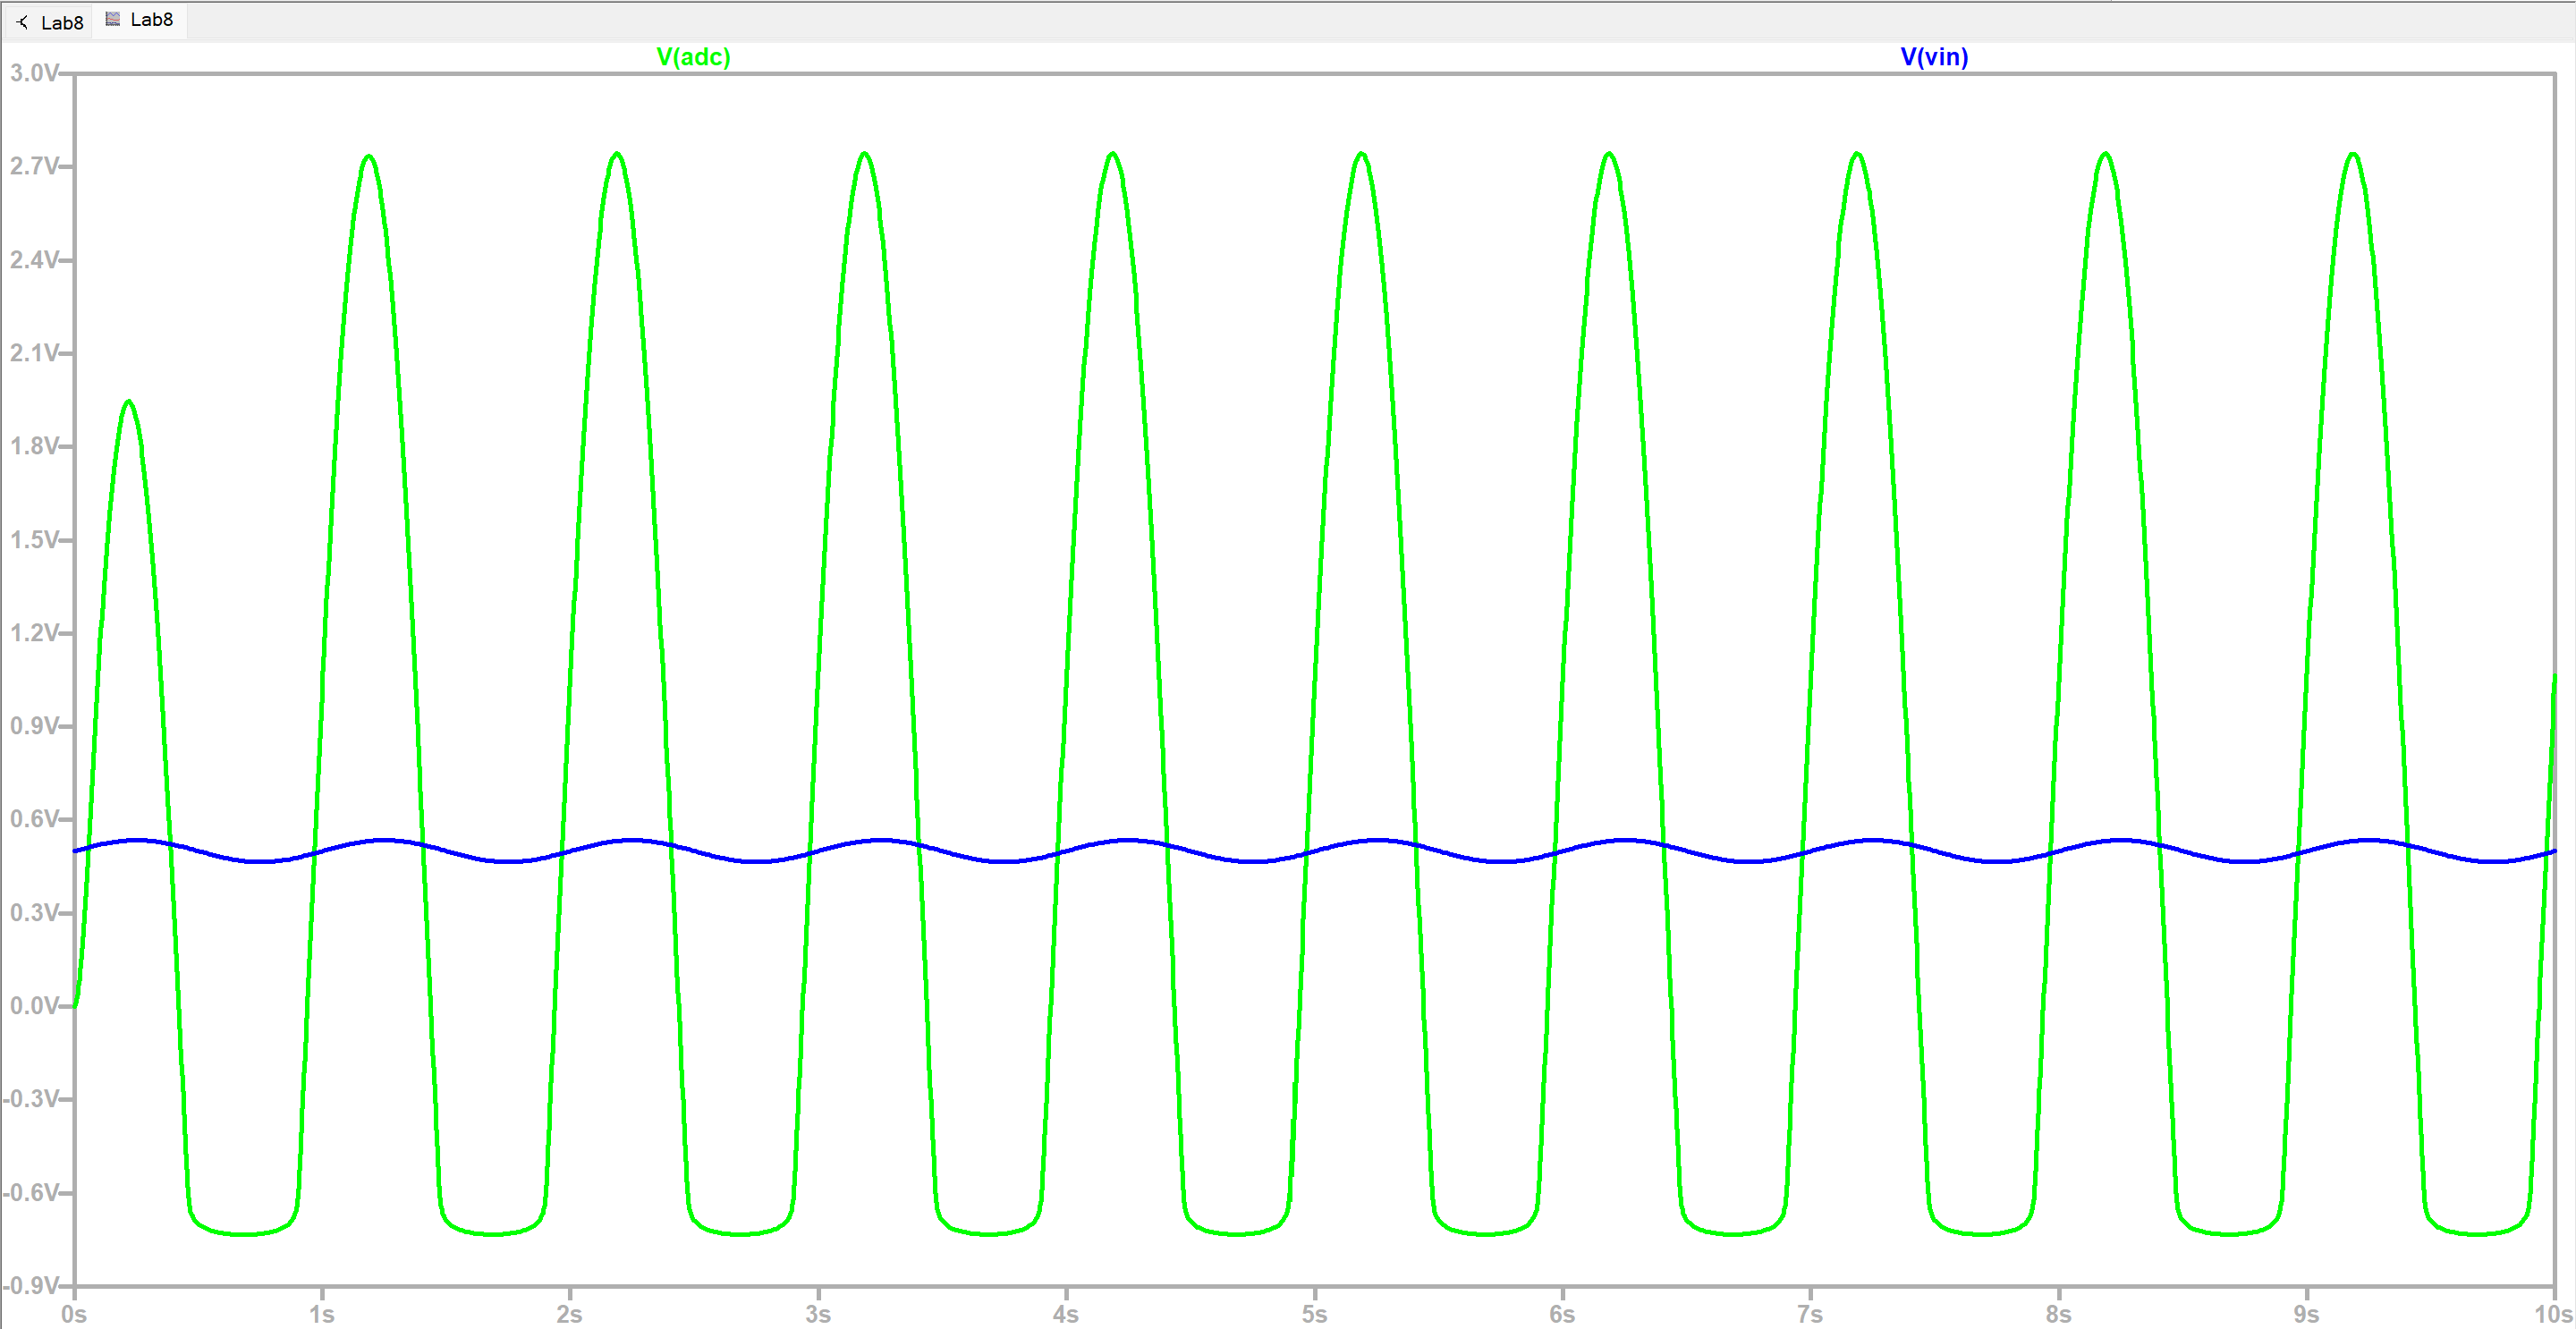 Lab8 Lab8
V(adc) V(vin)
3.0V
2.7V
2.4V
2.1V
1.8V
1.5V
1.2V
0.9V
0.6V
0.3V
0.0V
-0.3V
-0.6V
-0.9V
0s 1s 2s 3s 4s 5s 6s 7s 8s 9s 10s